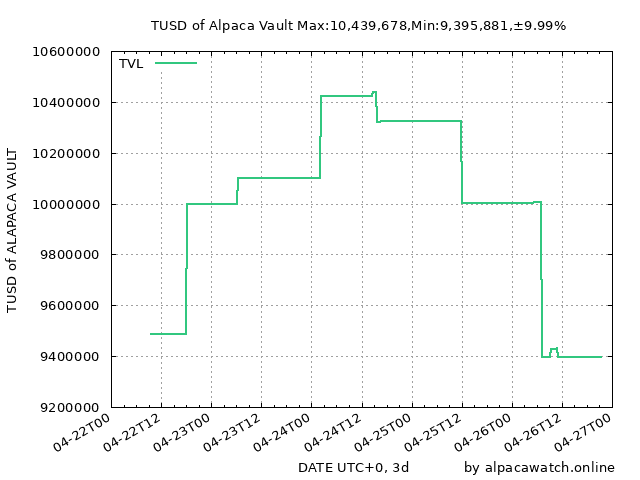 TUSD of Alpaca Vault Max:10,439,678,Min:9,395,881,±9.99%
TVL
10600000
10400000
10200000
10000000
9800000
9600000
9400000
9200000
TUSD of ALAPACA VAULT
04-22T00
04-22T12
04-23T00
04-23T12
04-24T00
04-24T12
04-25T00
04-25T12
04-26T00
04-26T12
04-27T00
DATE UTC+0, 3d
by alpacawatch.online